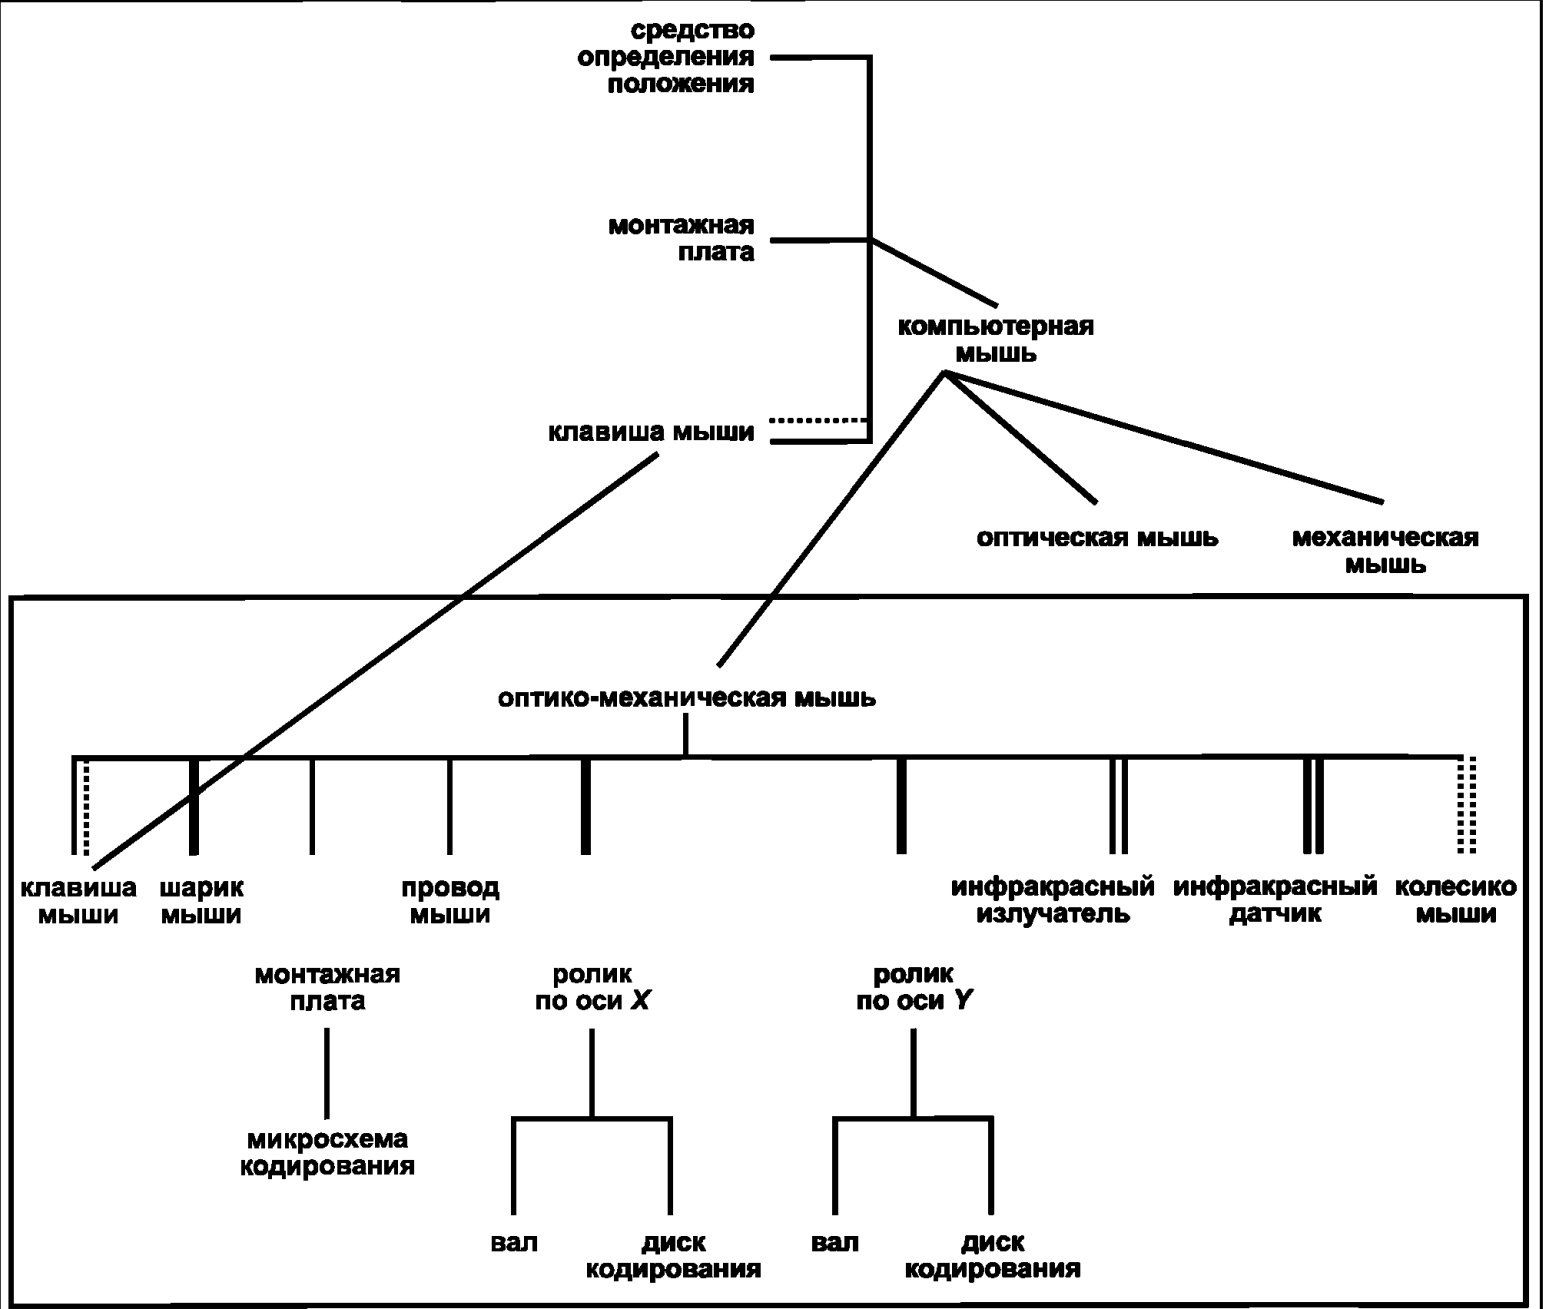 средство
определения
положения
монтажная
плата
компьютерная
мышь
клавиша мыши
оптическая мышь
механическая
мышь
оптико-механическая мышь
клавиша
мыши
шарик
мыши
провод
мыши
инфракрасный
излучатель
инфракрасный
датчик
колесико
мыши
монтажная
плата
ролик
по оси X
ролик
по оси Y
микросхема
кодирования
вал
диск
кодирования
вал
диск
кодирования